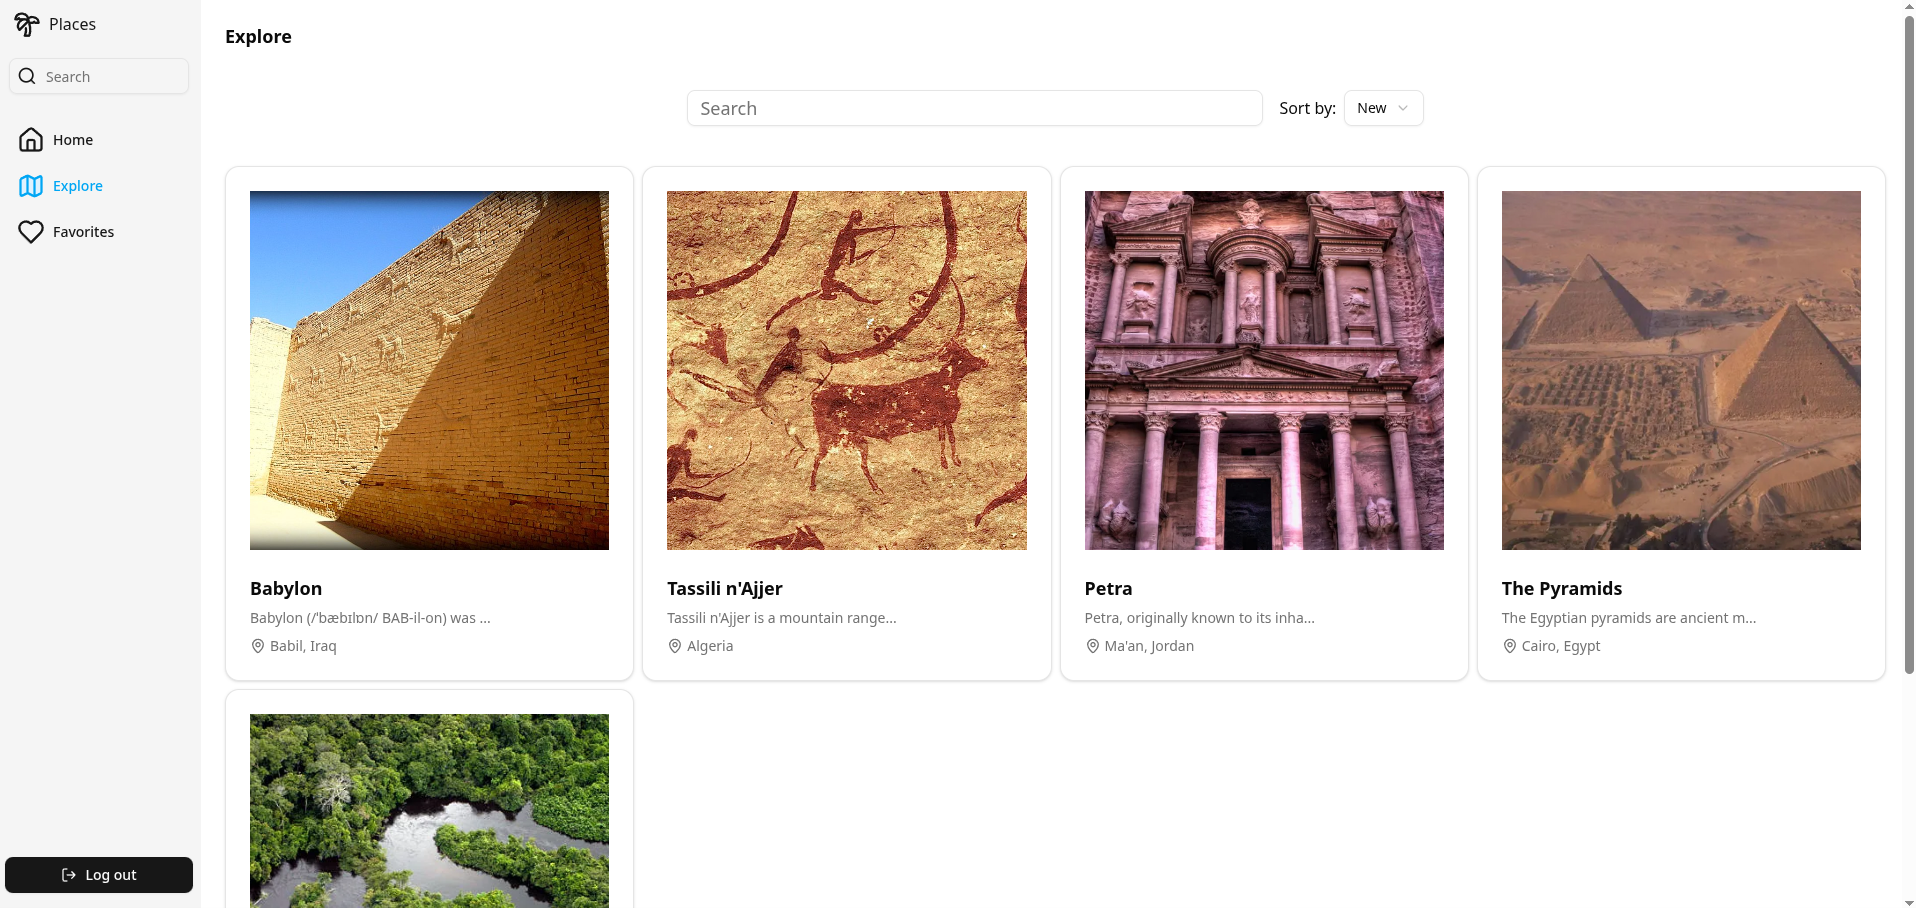 Places
Search
Home
Explore
Favorites
Log out
Explore
Search
Sort by:
New
Babylon
Babylon (/ˈbæbɪlɒn/ BAB-il-on) was ...
Babil, Iraq
Tassili n'Ajjer
Tassili n'Ajjer is a mountain range...
Algeria
Petra
Petra, originally known to its inha...
Ma'an, Jordan
The Pyramids
The Egyptian pyramids are ancient m...
Cairo, Egypt